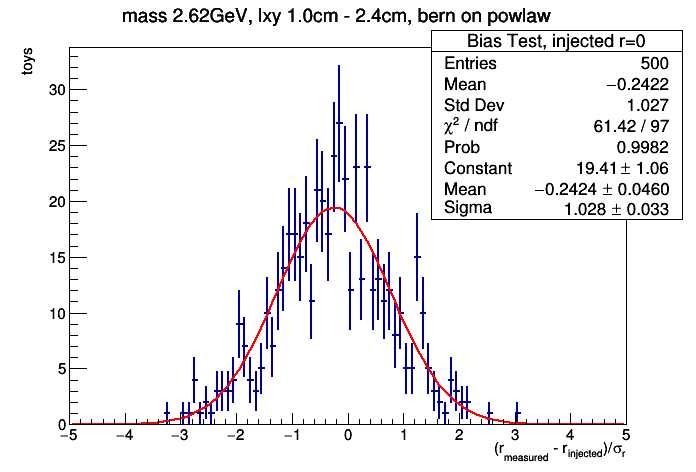 mass 2.62GeV, lxy 1.0cm - 2.4cm, bern on powlaw
Bias Test, injected r=0
Entries 500
Mean −0.2422
Std Dev 1.027
χ² / ndf 61.42 / 97
Prob 0.9982
Constant 19.41 ± 1.06
Mean −0.2424 ± 0.0460
Sigma 1.028 ± 0.033
toys
30
25
20
15
10
5
0
−5 −4 −3 −2 −1 0 1 2 3 4 5
(r_measured - r_injected)/σ_r